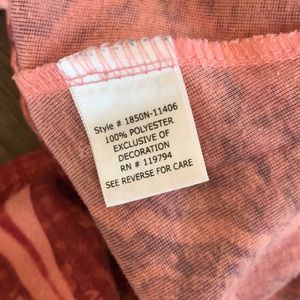 Style # 1850N-11406
100% POLYESTER
EXCLUSIVE OF
DECORATION
RN # 119794
SEE REVERSE FOR CARE